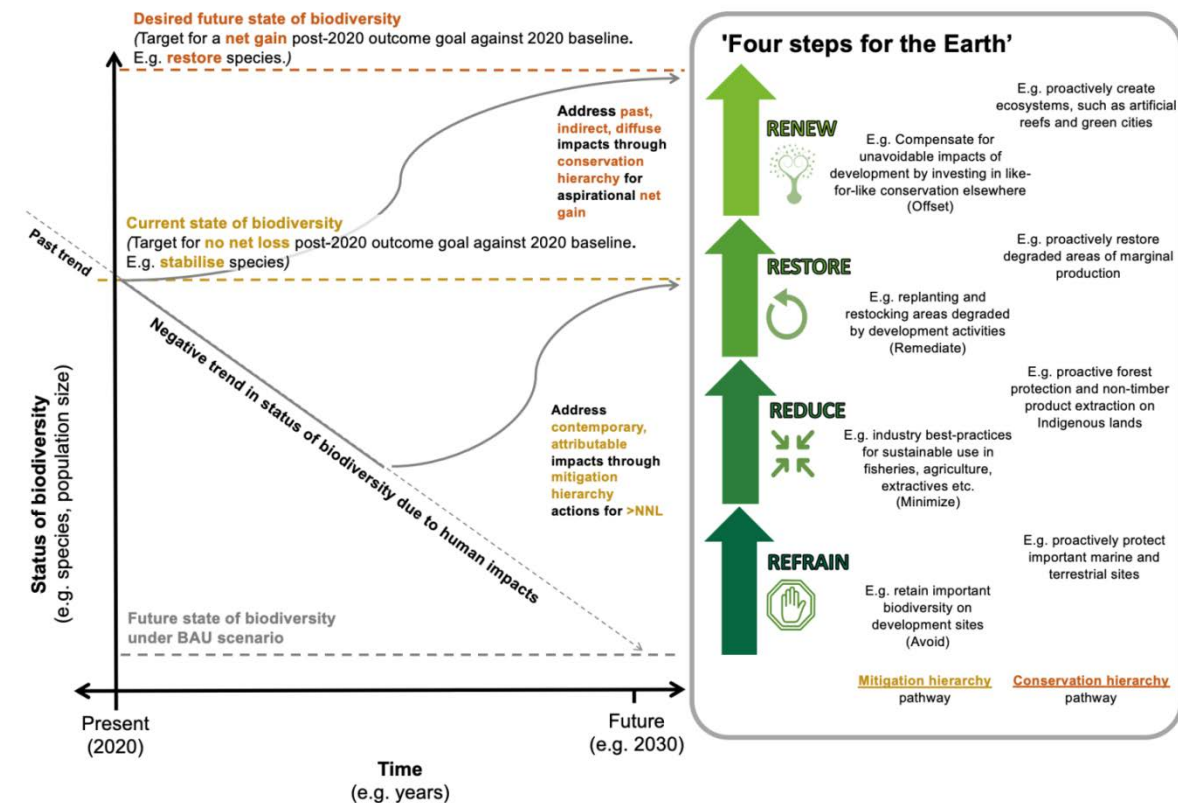 Desired future state of biodiversity
(Target for a net gain post-2020 outcome goal against 2020 baseline.
E.g. restore species.)
Address past,
indirect, diffuse
impacts through
conservation
hierarchy for
aspirational net
gain
Past trend
Current state of biodiversity
(Target for no net loss post-2020 outcome goal against 2020 baseline.
E.g. stabilise species)
Negative trend in status of biodiversity due to human impacts
Address
contemporary,
attributable
impacts through
mitigation
hierarchy
actions for >NNL
Future state of biodiversity
under BAU scenario
Status of biodiversity
(e.g. species, population size)
Present
(2020)
Future
(e.g. 2030)
Time
(e.g. years)
'Four steps for the Earth’
RENEW
E.g. Compensate for
unavoidable impacts of
development by investing in like-
for-like conservation elsewhere
(Offset)
E.g. proactively create
ecosystems, such as artificial
reefs and green cities
RESTORE
E.g. replanting and
restocking areas degraded
by development activities
(Remediate)
E.g. proactively restore
degraded areas of marginal
production
REDUCE
E.g. industry best-practices
for sustainable use in
fisheries, agriculture,
extractives etc.
(Minimize)
E.g. proactive forest
protection and non-timber
product extraction on
Indigenous lands
REFRAIN
E.g. retain important
biodiversity on
development sites
(Avoid)
E.g. proactively protect
important marine and
terrestrial sites
Mitigation hierarchy
pathway
Conservation hierarchy
pathway